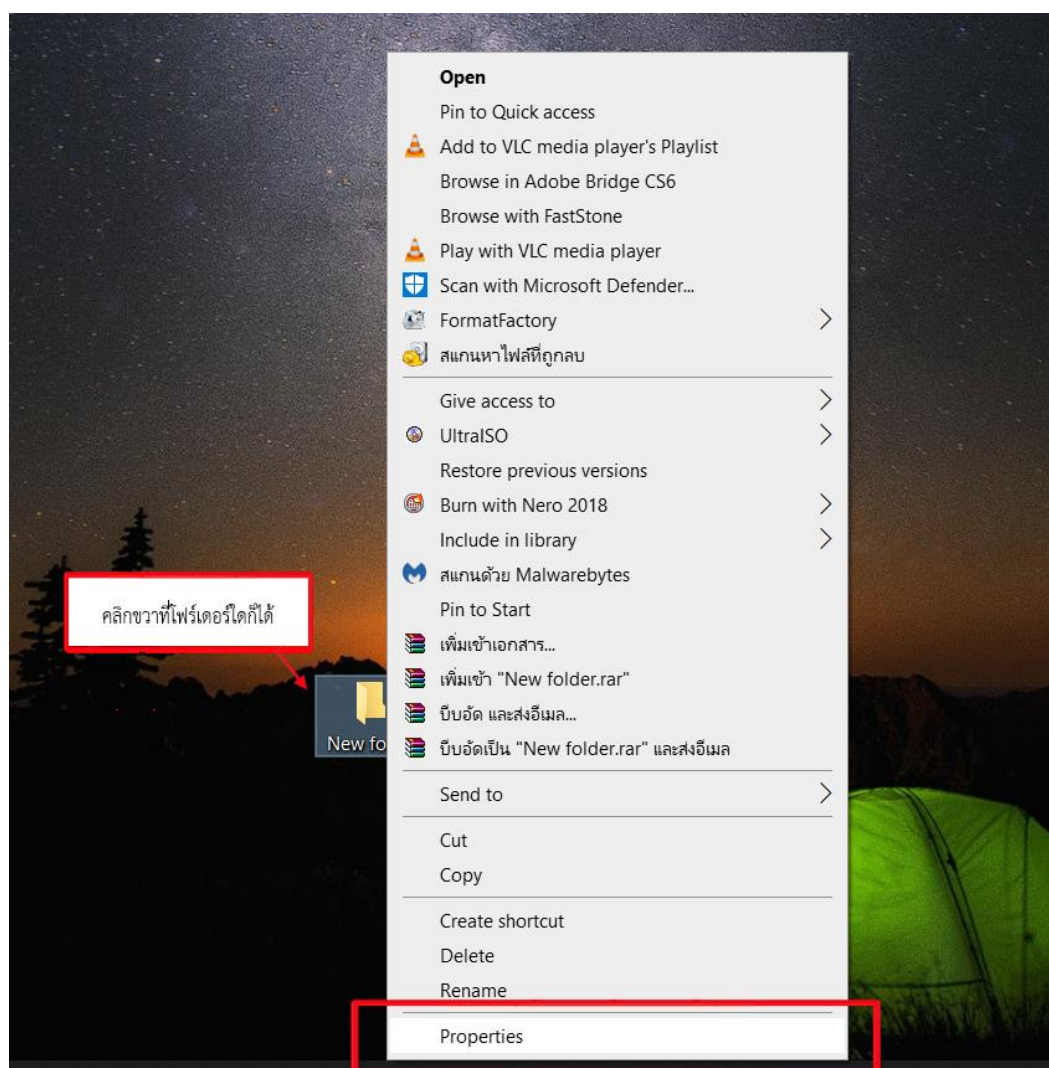 Open
Pin to Quick access
Add to VLC media player's Playlist
Browse in Adobe Bridge CS6
Browse with FastStone
Play with VLC media player
Scan with Microsoft Defender...
FormatFactory
สแกนหาไฟล์ที่ถูกลบ
Give access to
UltraISO
Restore previous versions
Burn with Nero 2018
Include in library
สแกนด้วย Malwarebytes
Pin to Start
คลิกขวาที่โฟร์เดอร์ใดก็ได้
เพิ่มเข้าเอกสาร...
เพิ่มเข้า "New folder.rar"
บีบอัด และส่งอีเมล...
New fo
บีบอัดเป็น "New folder.rar" และส่งอีเมล
Send to
Cut
Copy
Create shortcut
Delete
Rename
Properties